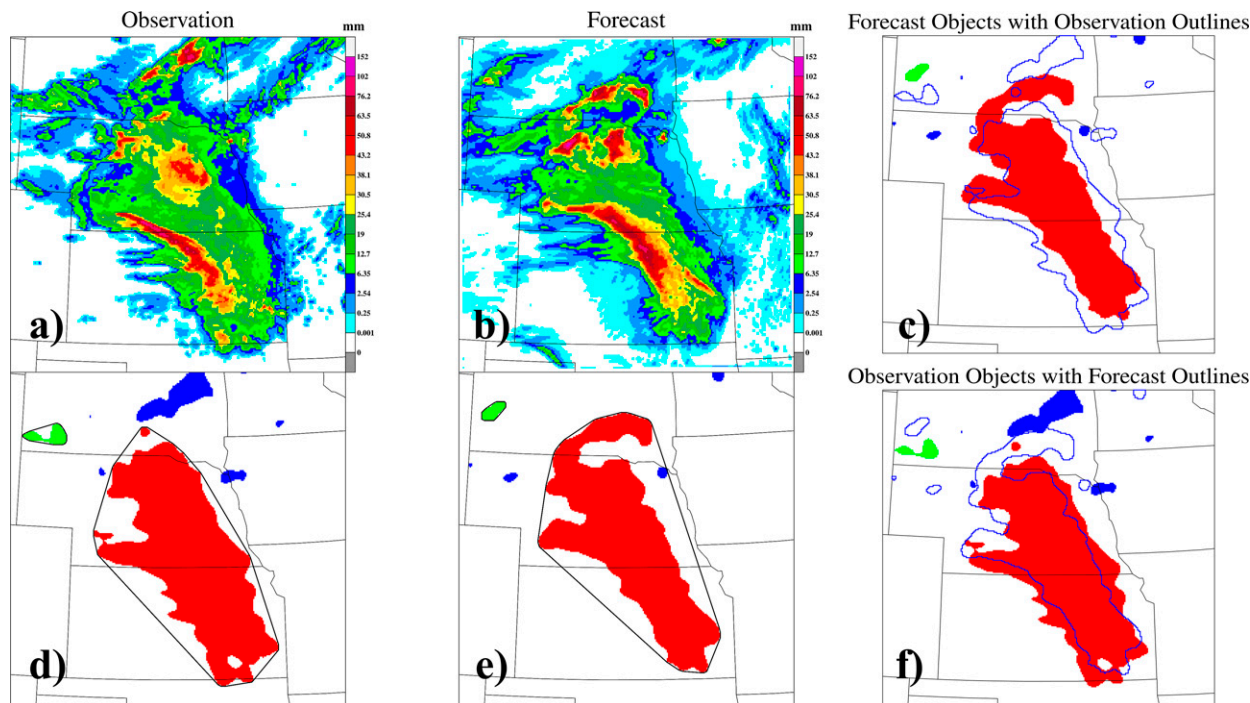 Observation
Forecast
Forecast Objects with Observation Outlines
mm
152
102
76.2
63.5
50.8
43.2
38.1
30.5
25.4
19
12.7
6.35
2.54
0.25
0.001
0
mm
152
102
76.2
63.5
50.8
43.2
38.1
30.5
25.4
19
12.7
6.35
2.54
0.25
0.001
0
a)
b)
c)
Observation Objects with Forecast Outlines
d)
e)
f)